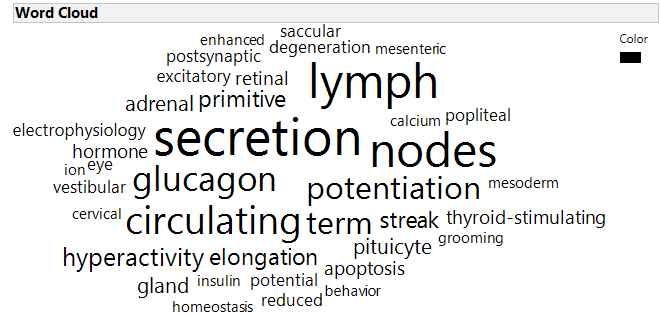 Word Cloud
Color
saccular
enhanced
degeneration
mesenteric
postsynaptic
excitatory
retinal
lymph
adrenal
primitive
calcium
popliteal
electrophysiology
secretion
nodes
hormone
ion
eye
vestibular
glucagon
potentiation
mesoderm
cervical
circulating
term
streak
thyroid-stimulating
pituicyte
grooming
hyperactivity
elongation
apoptosis
gland
insulin
potential
behavior
homeostasis
reduced